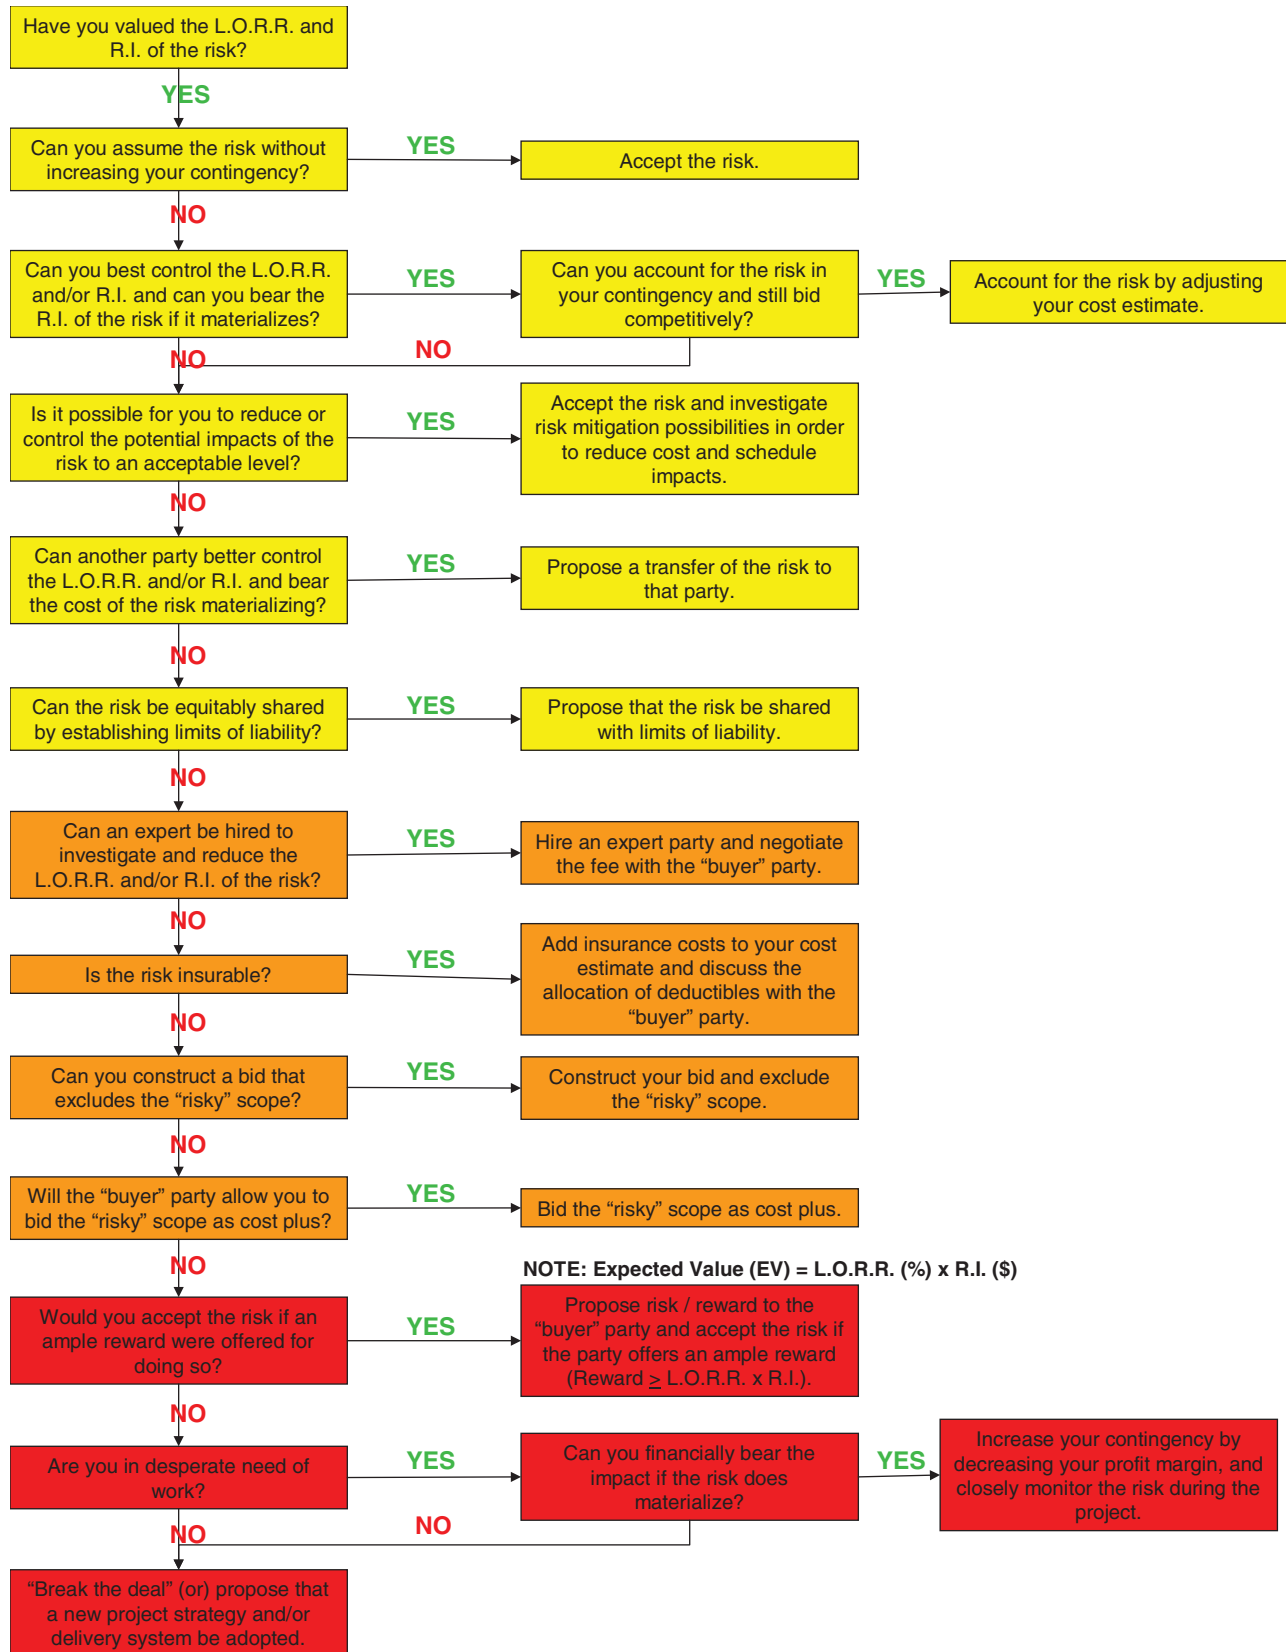 Have you valued the L.O.R.R. and
R.I. of the risk?
YES
Can you assume the risk without
increasing your contingency?
YES
Accept the risk.
NO
Can you best control the L.O.R.R.
and/or R.I. and can you bear the
R.I. of the risk if it materializes?
YES
Can you account for the risk in
your contingency and still bid
competitively?
YES
Account for the risk by adjusting
your cost estimate.
NO
NO
Is it possible for you to reduce or
control the potential impacts of the
risk to an acceptable level?
YES
Accept the risk and investigate
risk mitigation possibilities in order
to reduce cost and schedule
impacts.
NO
Can another party better control
the L.O.R.R. and/or R.I. and bear
the cost of the risk materializing?
YES
Propose a transfer of the risk to
that party.
NO
Can the risk be equitably shared
by establishing limits of liability?
YES
Propose that the risk be shared
with limits of liability.
NO
Can an expert be hired to
investigate and reduce the
L.O.R.R. and/or R.I. of the risk?
YES
Hire an expert party and negotiate
the fee with the “buyer” party.
NO
Is the risk insurable?
YES
Add insurance costs to your cost
estimate and discuss the
allocation of deductibles with the
“buyer” party.
NO
Can you construct a bid that
excludes the “risky” scope?
YES
Construct your bid and exclude
the “risky” scope.
NO
Will the “buyer” party allow you to
bid the “risky” scope as cost plus?
YES
Bid the “risky” scope as cost plus.
NO
NOTE: Expected Value (EV) = L.O.R.R. (%) x R.I. ($)
Would you accept the risk if an
ample reward were offered for
doing so?
YES
Propose risk / reward to the
“buyer” party and accept the risk if
the party offers an ample reward
(Reward ≥ L.O.R.R. x R.I.).
NO
Are you in desperate need of
work?
YES
Can you financially bear the
impact if the risk does
materialize?
YES
Increase your contingency by
decreasing your profit margin, and
closely monitor the risk during the
project.
NO
NO
“Break the deal” (or) propose that
a new project strategy and/or
delivery system be adopted.